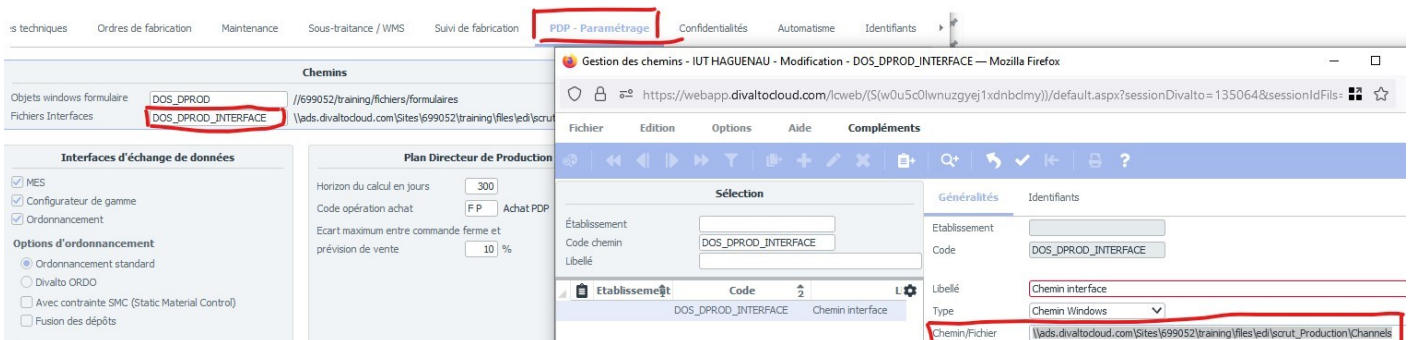 s techniques Ordres de fabrication Maintenance Sous-traitance / WMS Suivi de fabrication PDP - Paramétrage Confidentialités Automatisme Identifiants
Chemins
Objets windows formulaire DOS_DPROD //699052/training/fichiers/formulaires
Fichiers Interfaces DOS_DPROD_INTERFACE \\ads.divaltocloud.com\Sites\699052\training\files\edi\scrut
Interfaces d'échange de données
MES
Configurateur de gamme
Ordonnancement
Options d'ordonnancement
Ordonnancement standard
Divalto ORDO
Avec contrainte SMC (Static Material Control)
Fusion des dépôts
Plan Directeur de Production
Horizon du calcul en jours 300
Code opération achat F P Achat PDP
Ecart maximum entre commande ferme et
prévision de vente 10 %
Gestion des chemins - IUT HAGUENAU - Modification - DOS_DPROD_INTERFACE — Mozilla Firefox
https://webapp.divaltocloud.com/lcweb/(S(w0u5c0lwnuzgyej1xdnbclmy))/default.aspx?sessionDivalto=135064&sessionIdFils=
Fichier Edition Options Aide Compléments
Sélection
Établissement
Code chemin DOS_DPROD_INTERFACE
Libellé
Etablissement Code 2 L
DOS_DPROD_INTERFACE Chemin interface
Généralités Identifiants
Etablissement
Code DOS_DPROD_INTERFACE
Libellé Chemin interface
Type Chemin Windows
Chemin/Fichier \\ads.divaltocloud.com\Sites\699052\training\files\edi\scrut_Production\Channels